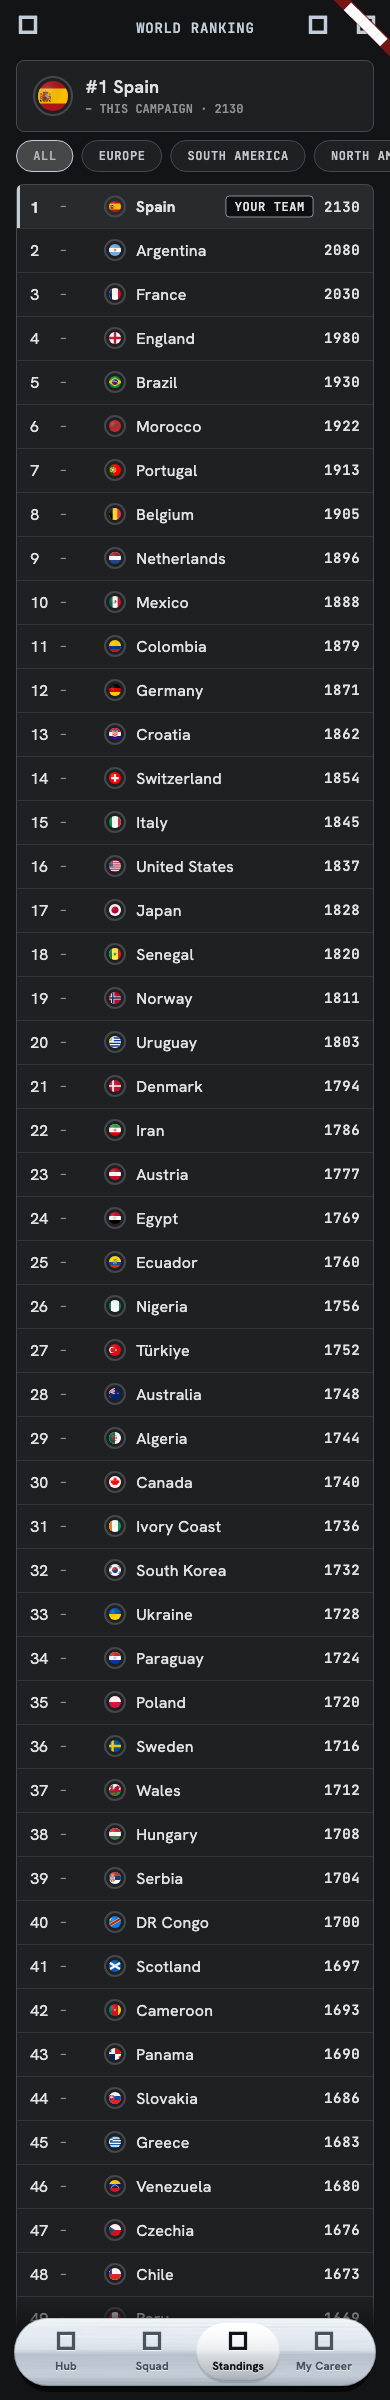 WORLD RANKING
#1 Spain
– THIS CAMPAIGN · 2130
ALL EUROPE SOUTH AMERICA NORTH AM
1 – Spain YOUR TEAM 2130
2 – Argentina 2080
3 – France 2030
4 – England 1980
5 – Brazil 1930
6 – Morocco 1922
7 – Portugal 1913
8 – Belgium 1905
9 – Netherlands 1896
10 – Mexico 1888
11 – Colombia 1879
12 – Germany 1871
13 – Croatia 1862
14 – Switzerland 1854
15 – Italy 1845
16 – United States 1837
17 – Japan 1828
18 – Senegal 1820
19 – Norway 1811
20 – Uruguay 1803
21 – Denmark 1794
22 – Iran 1786
23 – Austria 1777
24 – Egypt 1769
25 – Ecuador 1760
26 – Nigeria 1756
27 – Türkiye 1752
28 – Australia 1748
29 – Algeria 1744
30 – Canada 1740
31 – Ivory Coast 1736
32 – South Korea 1732
33 – Ukraine 1728
34 – Paraguay 1724
35 – Poland 1720
36 – Sweden 1716
37 – Wales 1712
38 – Hungary 1708
39 – Serbia 1704
40 – DR Congo 1700
41 – Scotland 1697
42 – Cameroon 1693
43 – Panama 1690
44 – Slovakia 1686
45 – Greece 1683
46 – Venezuela 1680
47 – Czechia 1676
48 – Chile 1673
Hub Squad Standings My Career